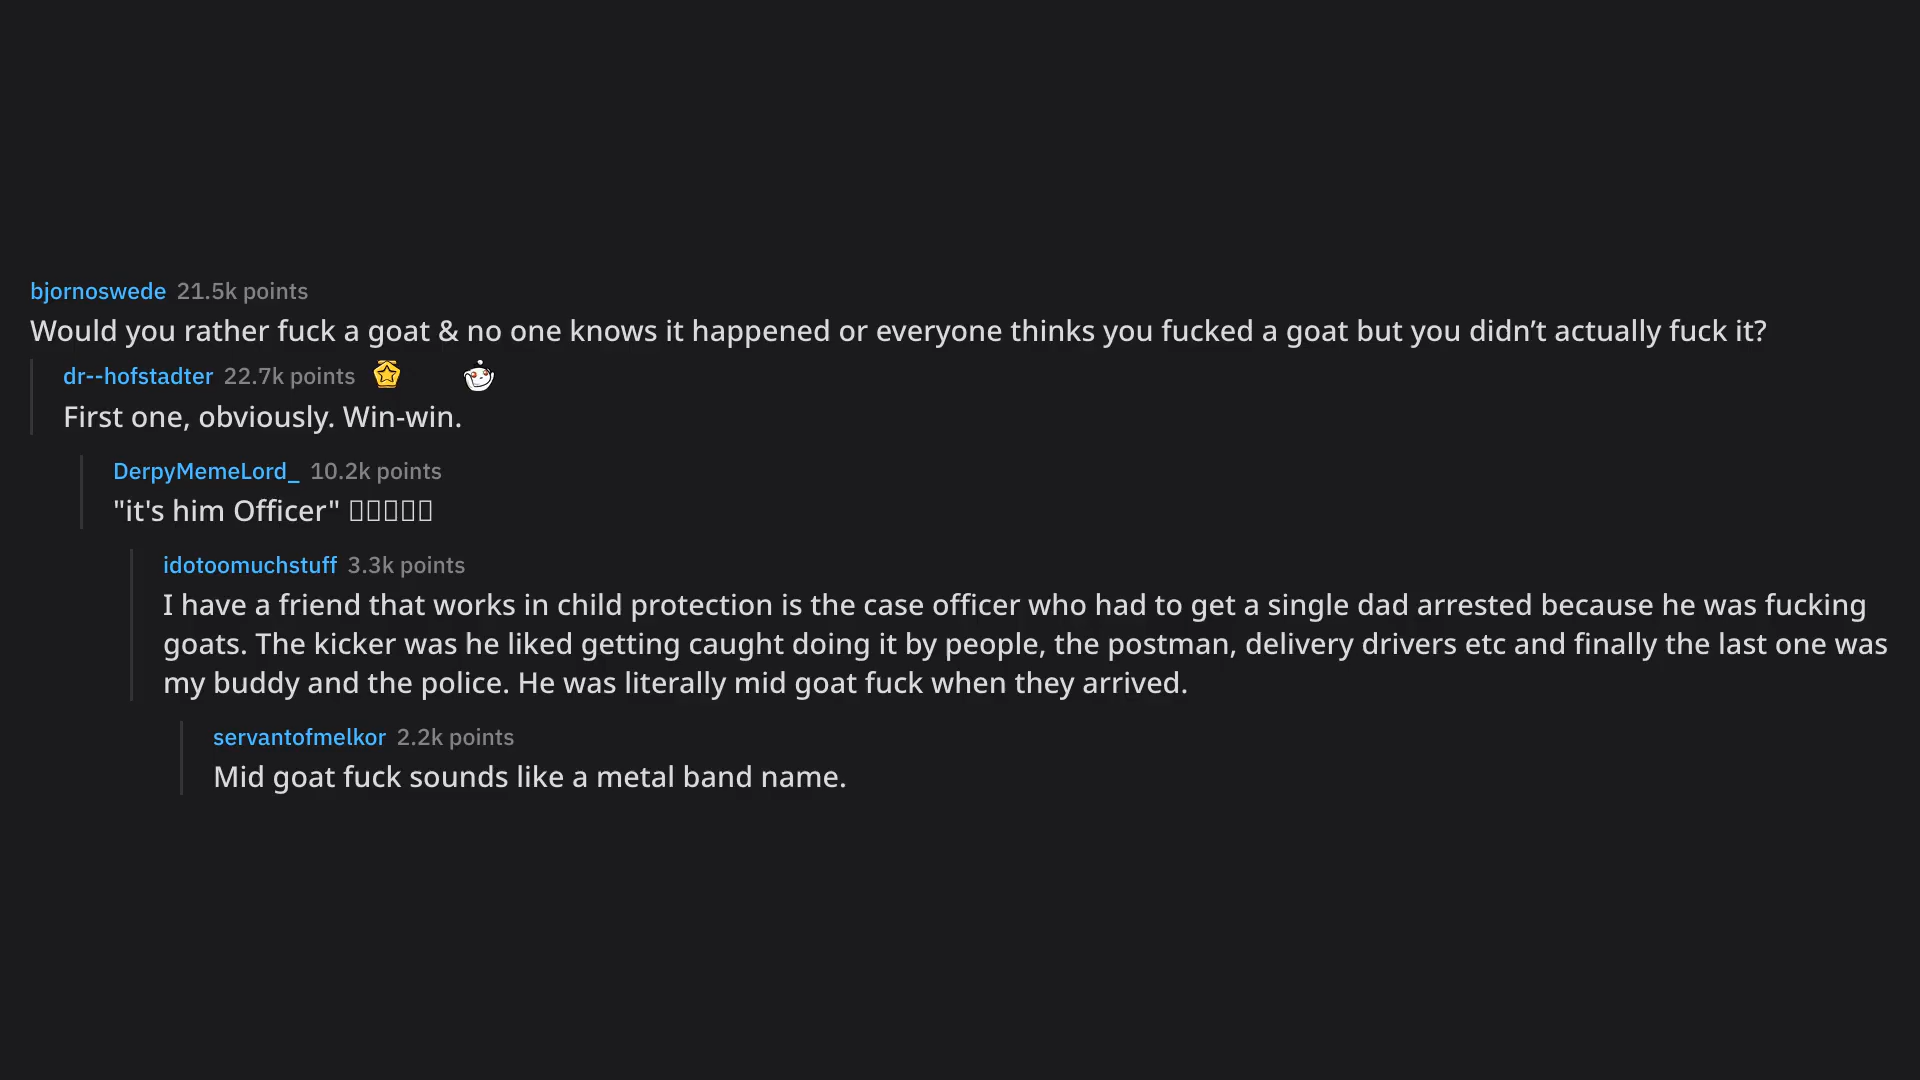 bjornoswede 21.5k points
Would you rather fuck a goat & no one knows it happened or everyone thinks you fucked a goat but you didn’t actually fuck it?
dr--hofstadter 22.7k points
First one, obviously. Win-win.
DerpyMemeLord_ 10.2k points
"it's him Officer" 
idotoomuchstuff 3.3k points
I have a friend that works in child protection is the case officer who had to get a single dad arrested because he was fucking
goats. The kicker was he liked getting caught doing it by people, the postman, delivery drivers etc and finally the last one was
my buddy and the police. He was literally mid goat fuck when they arrived.
servantofmelkor 2.2k points
Mid goat fuck sounds like a metal band name.